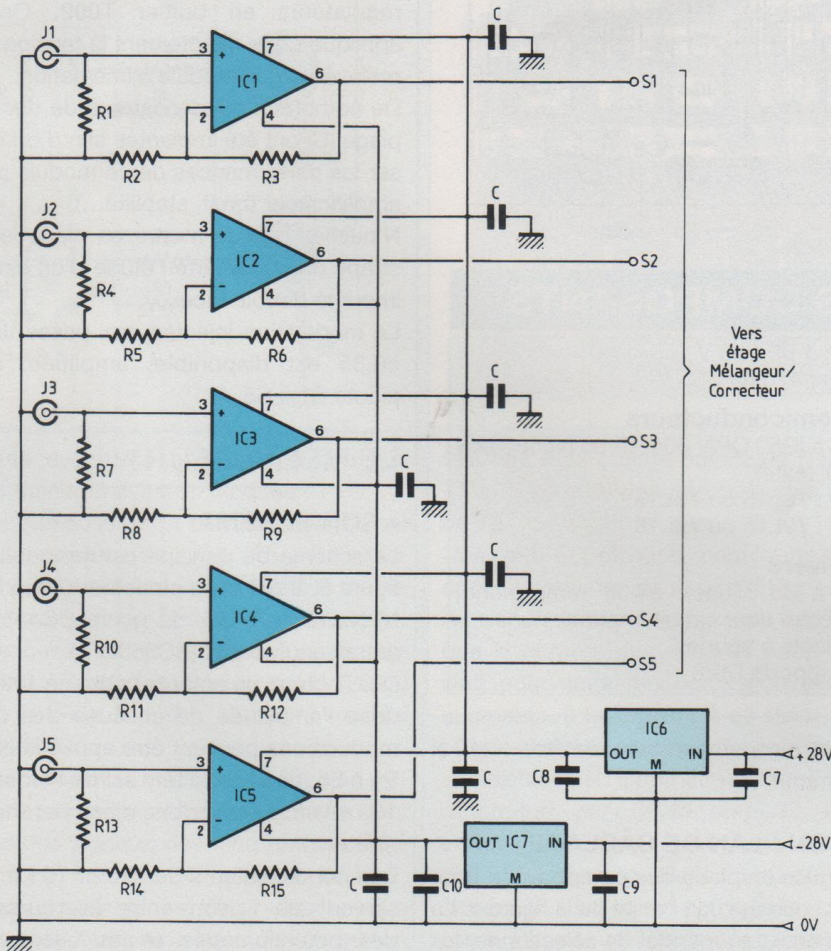 J1
3
+
IC1
7
6
4
2
–
R1
R2
R3
C
S1
J2
3
+
IC2
7
6
4
2
–
R4
R5
R6
C
S2
J3
3
+
IC3
7
6
4
2
–
R7
R8
R9
C
C
S3
J4
3
+
IC4
7
6
4
2
–
R10
R11
R12
C
S4
S5
J5
3
+
IC5
7
6
4
2
–
R13
R14
R15
Vers
étage
Mélangeur/
Correcteur
IC6
OUT
IN
M
+28V
C
C8
C7
OUT IC7 IN
M
–28V
C
C10
C9
0V